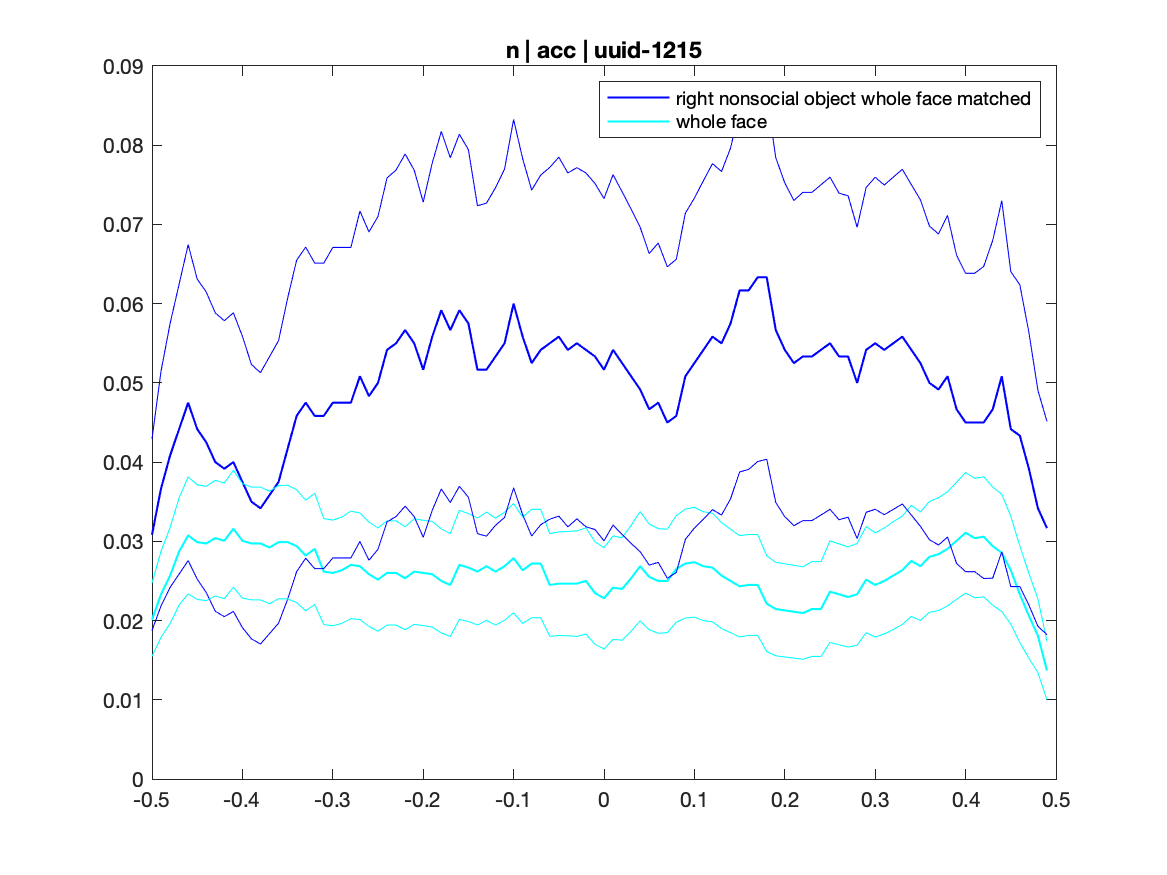 n | acc | uuid-1215
right nonsocial object whole face matched
whole face
0.09
0.08
0.07
0.06
0.05
0.04
0.03
0.02
0.01
0
-0.5 -0.4 -0.3 -0.2 -0.1 0 0.1 0.2 0.3 0.4 0.5